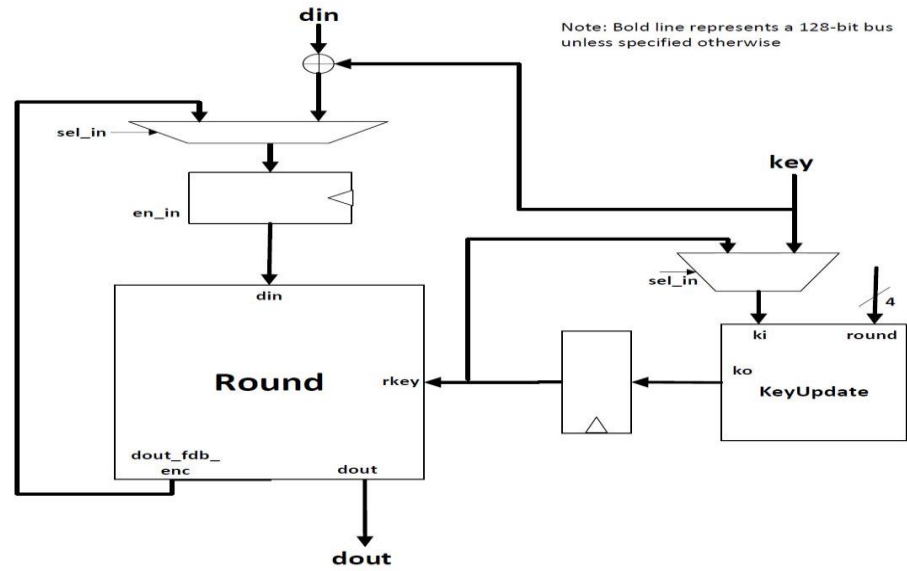 din
Note: Bold line represents a 128-bit bus
unless specified otherwise
sel_in
key
en_in
sel_in
din
4
ki
round
Round
rkey
ko
KeyUpdate
dout_fdb_
enc
dout
dout